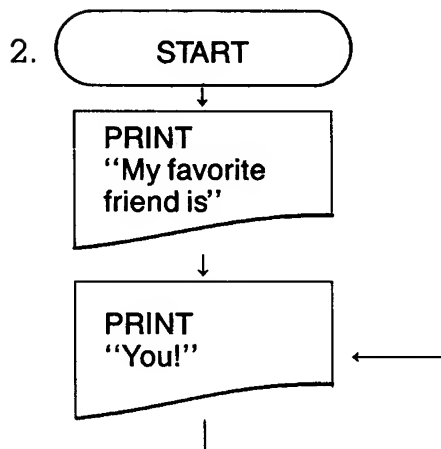 2. START
PRINT
‘‘My favorite
friend is’’
PRINT
‘‘You!’’